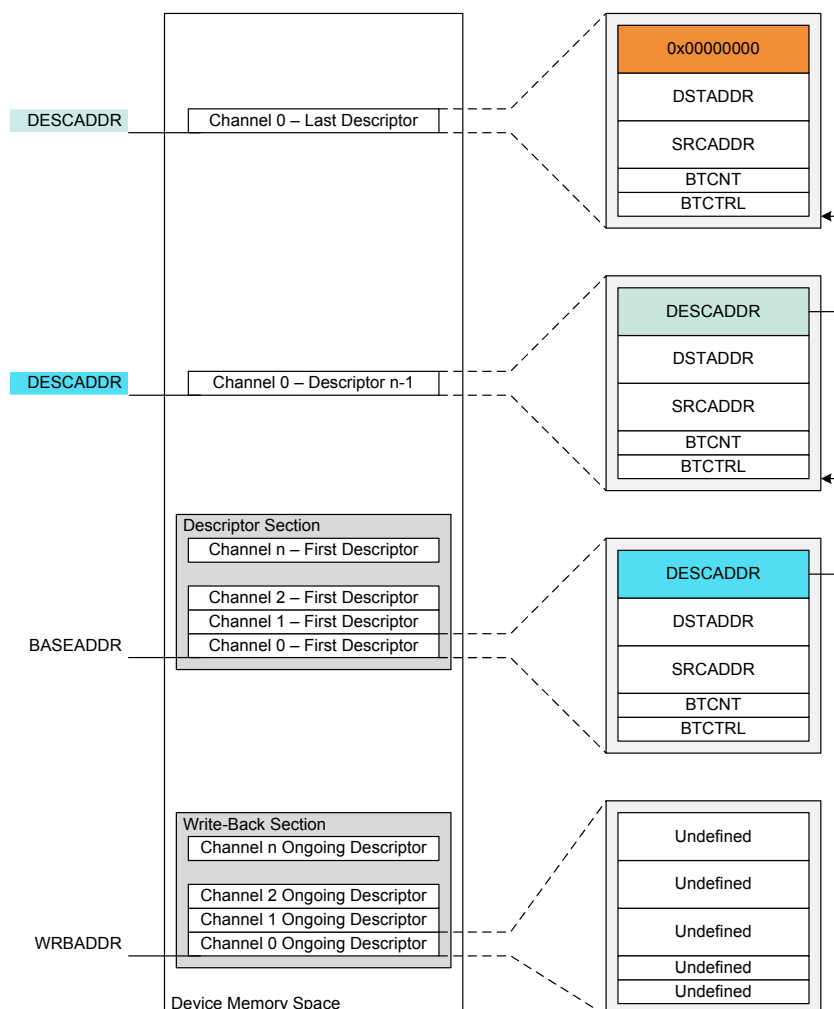 0x00000000
DSTADDR
DESCADDR
Channel 0 – Last Descriptor
SRCADDR
BTCNT
BTCTRL
DESCADDR
DSTADDR
DESCADDR
Channel 0 – Descriptor n-1
SRCADDR
BTCNT
BTCTRL
Descriptor Section
Channel n – First Descriptor
DESCADDR
Channel 2 – First Descriptor
Channel 1 – First Descriptor
DSTADDR
BASEADDR
Channel 0 – First Descriptor
SRCADDR
BTCNT
BTCTRL
Write-Back Section
Channel n Ongoing Descriptor
Undefined
Channel 2 Ongoing Descriptor
Undefined
Channel 1 Ongoing Descriptor
Undefined
WRBADDR
Channel 0 Ongoing Descriptor
Undefined
Undefined
Device Memory Space